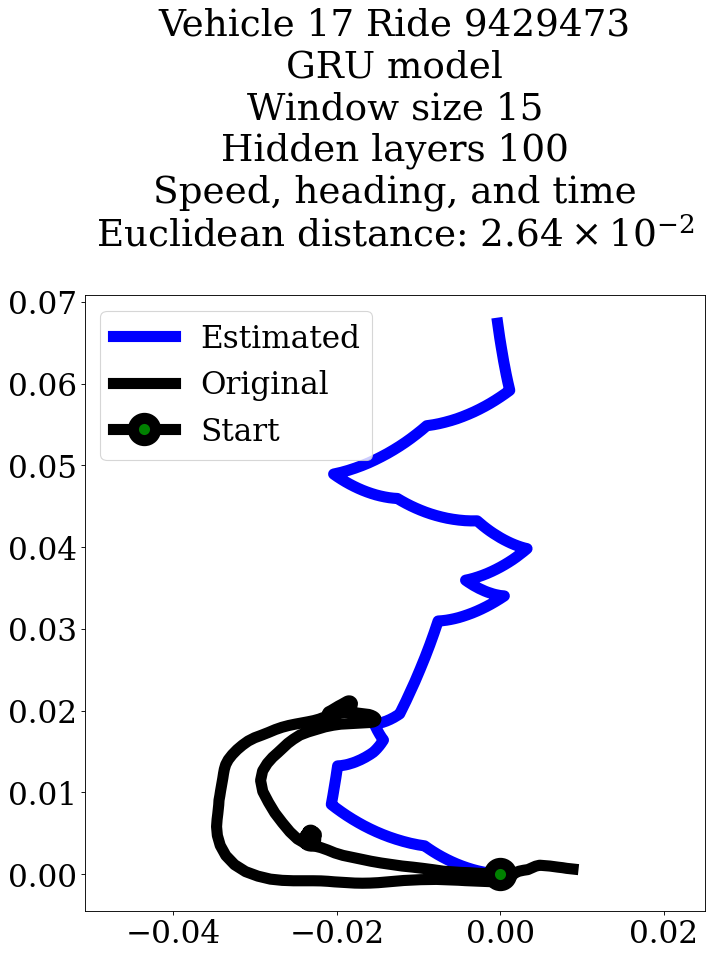 Vehicle 17 Ride 9429473
GRU model
Window size 15
Hidden layers 100
Speed, heading, and time
Euclidean distance: 2.64 × 10⁻²
0.07
Estimated
0.06
Original
Start
0.05
0.04
0.03
0.02
0.01
0.00
−0.04 −0.02 0.00 0.02